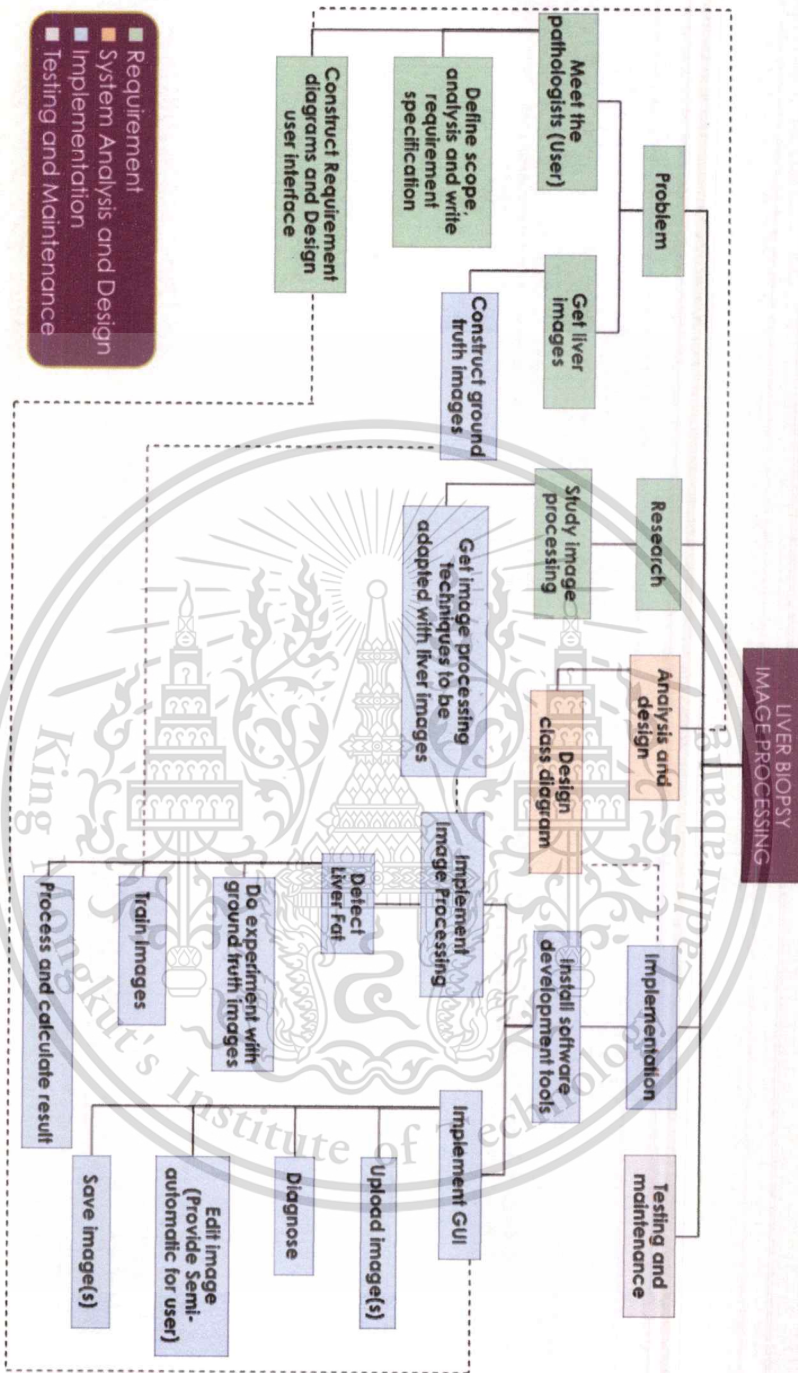 LIVER BIOPSY
IMAGE PROCESSING
Problem
Research
Analysis and
design
Implementation
Testing and
maintenance
Meet the
pathologists (User)
Get liver
images
Study image
processing
Design
class diagram
Install software
development tools
Define scope,
analysis and write
requirement
specification
Construct ground
truth images
Get image processing
techniques to be
adapted with liver images
Implement
Image Processing
Implement GUI
Construct Requirement
diagrams and Design
user interface
Detect
Liver Fat
Do experiment with
ground truth images
Train Images
Process and calculate result
Upload image(s)
Diagnose
Edit image
(Provide Semi-
automatic for user)
Save image(s)
Requirement
System Analysis and Design
Implementation
Testing and Maintenance
King Mongkut's Institute of Technology Ladkrabang